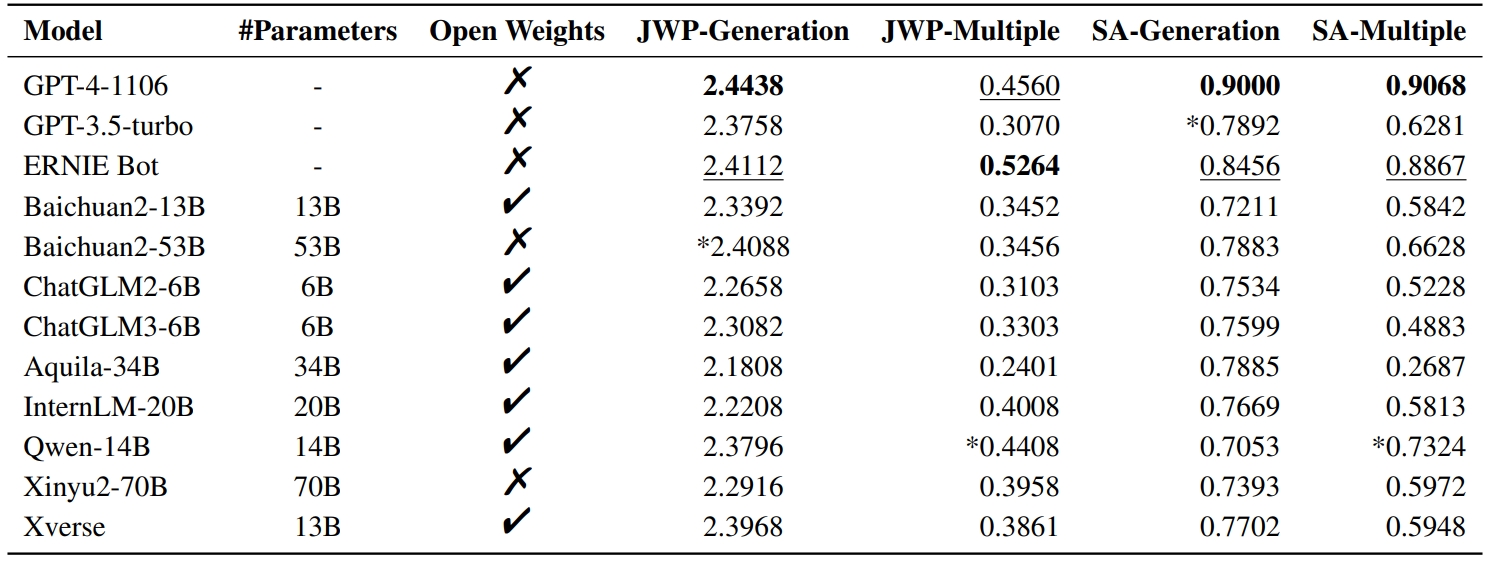 Model #Parameters Open Weights JWP-Generation JWP-Multiple SA-Generation SA-Multiple
GPT-4-1106 - ✗ 2.4438 0.4560 0.9000 0.9068
GPT-3.5-turbo - ✗ 2.3758 0.3070 *0.7892 0.6281
ERNIE Bot - ✗ 2.4112 0.5264 0.8456 0.8867
Baichuan2-13B 13B ✓ 2.3392 0.3452 0.7211 0.5842
Baichuan2-53B 53B ✗ *2.4088 0.3456 0.7883 0.6628
ChatGLM2-6B 6B ✓ 2.2658 0.3103 0.7534 0.5228
ChatGLM3-6B 6B ✓ 2.3082 0.3303 0.7599 0.4883
Aquila-34B 34B ✓ 2.1808 0.2401 0.7885 0.2687
InternLM-20B 20B ✓ 2.2208 0.4008 0.7669 0.5813
Qwen-14B 14B ✓ 2.3796 *0.4408 0.7053 *0.7324
Xinyu2-70B 70B ✗ 2.2916 0.3958 0.7393 0.5972
Xverse 13B ✓ 2.3968 0.3861 0.7702 0.5948